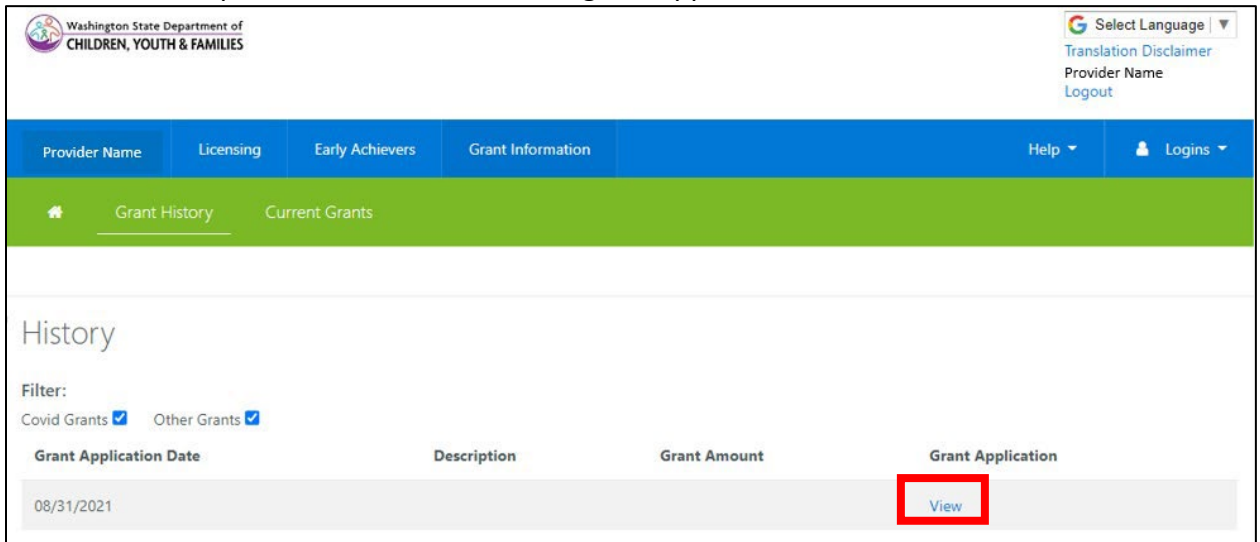 Washington State Department of
CHILDREN, YOUTH & FAMILIES
G Select Language ▼
Translation Disclaimer
Provider Name
Logout
Provider Name Licensing Early Achievers Grant Information Help Logins
Grant History Current Grants
History
Filter:
Covid Grants Other Grants
Grant Application Date Description Grant Amount Grant Application
08/31/2021 View